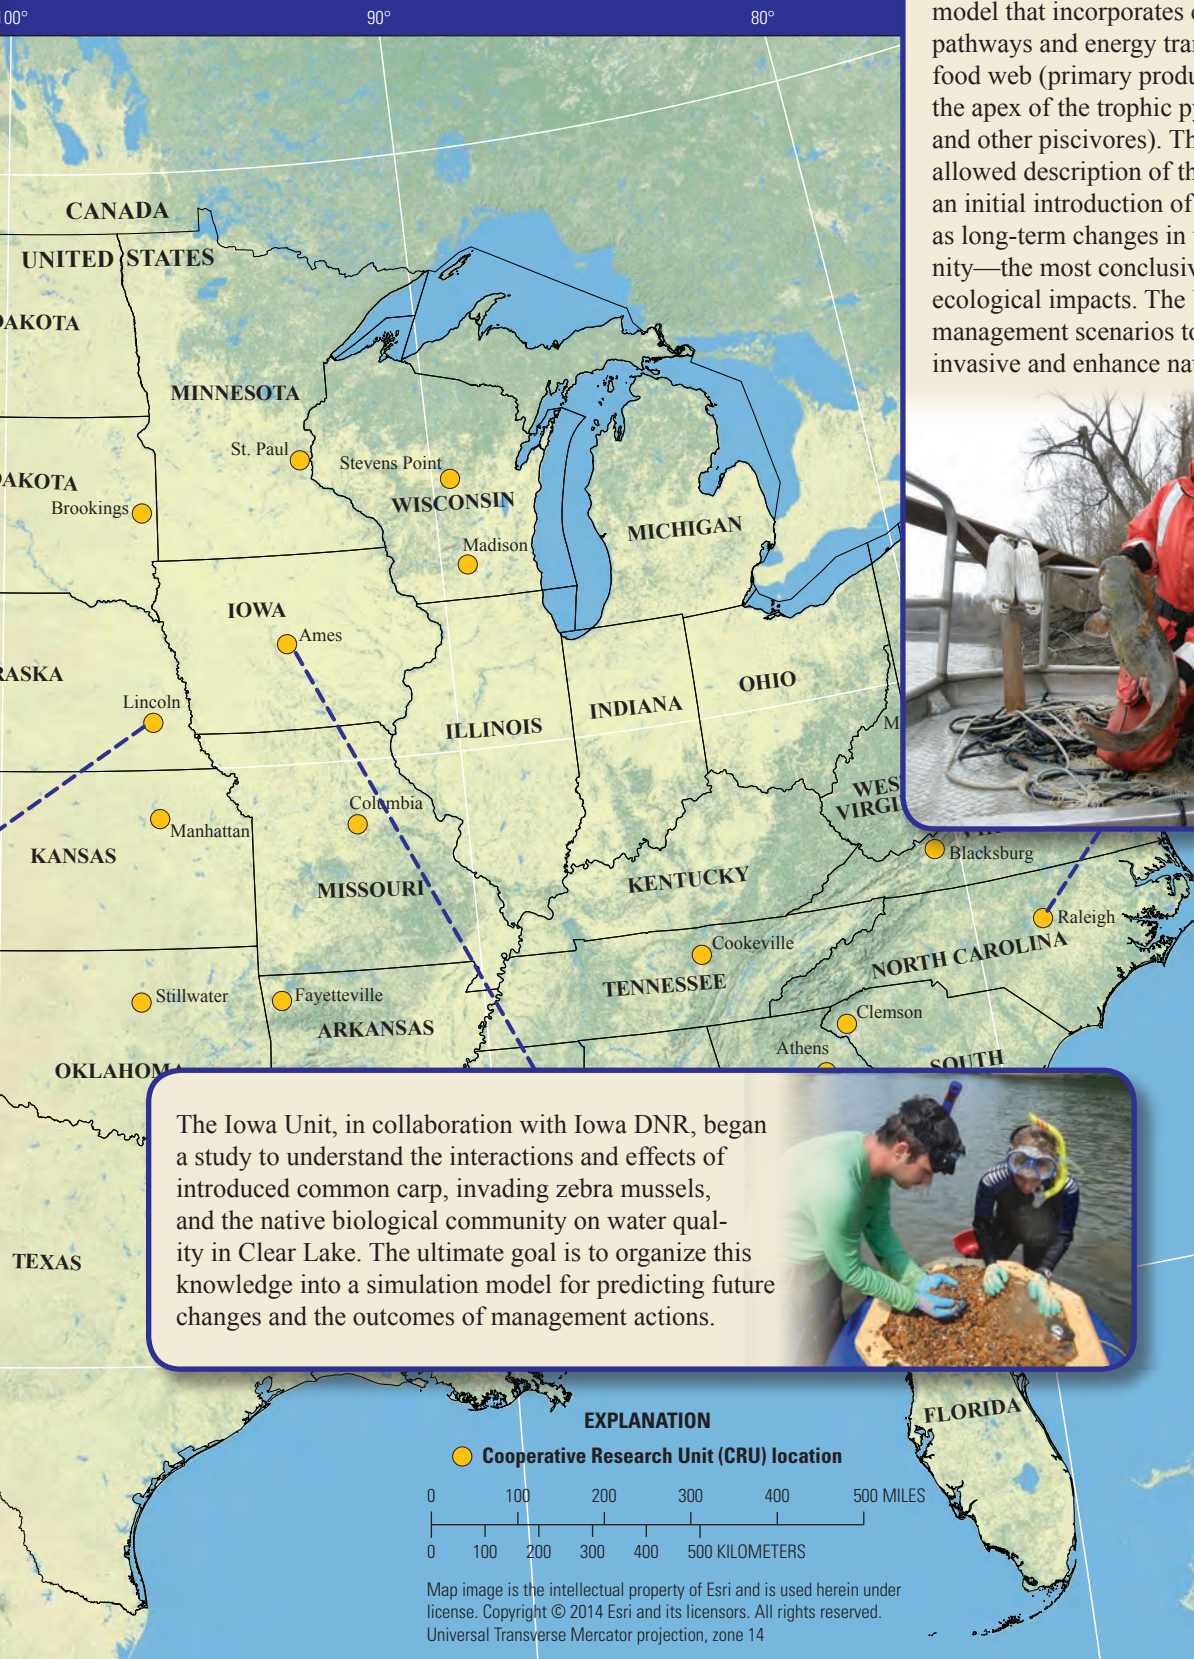 100°
90°
80°
model that incorporates
pathways and energy
food web (primary
the apex of the trophic
and other piscivores).
allowed description of
an initial introduction of
as long-term changes in
nity—the most
ecological impacts. The
management scenarios to
invasive and enhance
CANADA
UNITED STATES
DAKOTA
MINNESOTA
St. Paul
Stevens Point
DAKOTA
WISCONSIN
Brookings
MICHIGAN
Madison
IOWA
Ames
RASKA
OHIO
Lincoln
INDIANA
ILLINOIS
WEST
VIRGI
Columbia
Manhattan
KANSAS
Blacksburg
MISSOURI
KENTUCKY
Raleigh
Cookeville
NORTH CAROLINA
TENNESSEE
Stillwater
Fayetteville
Clemson
ARKANSAS
Athens
SOUTH
OKLAHOMA
The Iowa Unit, in collaboration with Iowa DNR, began
a study to understand the interactions and effects of
introduced common carp, invading zebra mussels,
and the native biological community on water qual-
ity in Clear Lake. The ultimate goal is to organize this
knowledge into a simulation model for predicting future
changes and the outcomes of management actions.
TEXAS
FLORIDA
EXPLANATION
Cooperative Research Unit (CRU) location
0 100 200 300 400 500 MILES
0 100 200 300 400 500 KILOMETERS
Map image is the intellectual property of Esri and is used herein under
license. Copyright © 2014 Esri and its licensors. All rights reserved.
Universal Transverse Mercator projection, zone 14